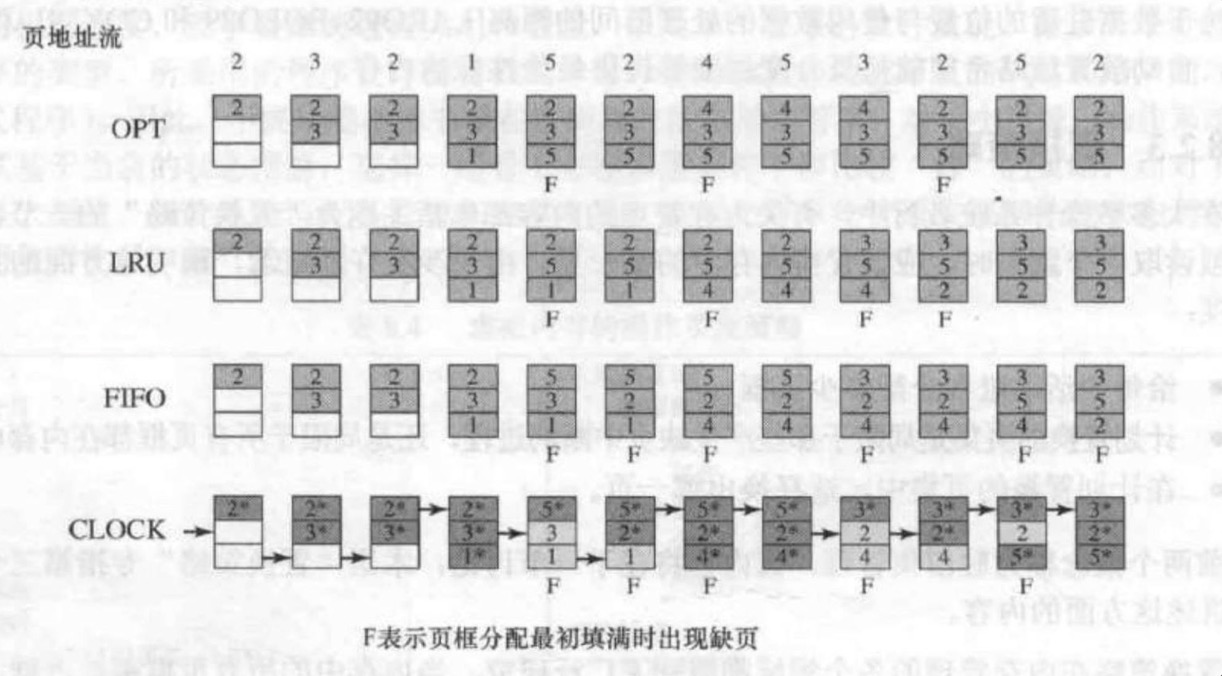 页地址流
2 3 2 1 5 2 4 5 3 2 5 2
2 2 2 2 2 2 4 4 4 2 2 2
OPT 3 3 3 3 3 3 3 3 3 3 3
1 5 5 5 5 5 5 5 5
F F F
2 2 2 2 2 2 2 2 3 3 3 3
LRU 3 3 3 5 5 5 5 5 5 5 5
1 1 1 4 4 4 2 2 2
F F F F
2 2 2 2 5 5 5 5 3 3 3 3
FIFO 3 3 3 3 2 2 2 2 2 5 5
1 1 1 4 4 4 4 4 2
F F F F F F
2* 2* 2* 2* 5* 5* 5* 5* 3* 3* 3* 3*
CLOCK 3* 3* 3* 3 2* 2* 2* 2 2* 2 2*
1* 1 1 4* 4* 4 4 5* 5*
F F F F F
F表示页框分配最初填满时出现缺页